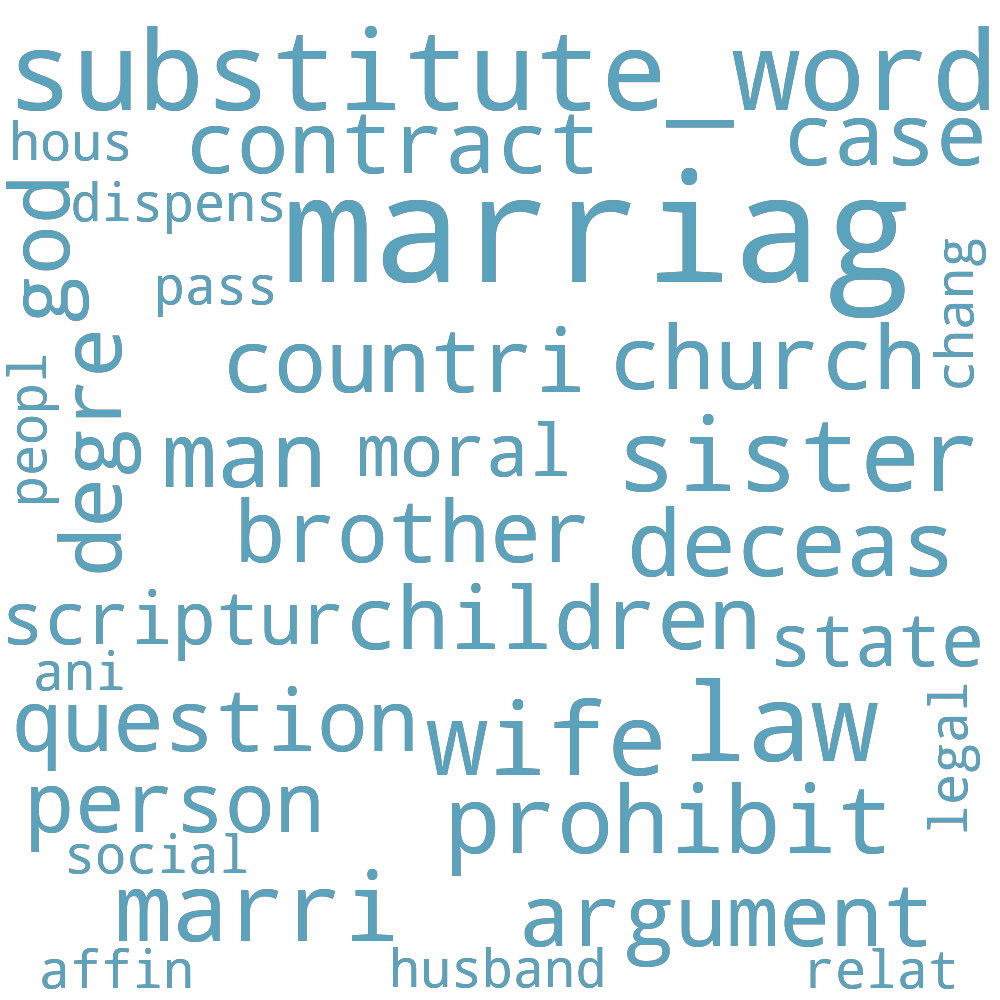 substitute_word
hous
contract
case
god
dispens
marriag
pass
chang
countri
church
peopl
degre
man
moral
sister
brother
deceas
scriptur
children
state
ani
question
wife
law
legal
person
prohibit
social
marri
argument
affin
husband
relat